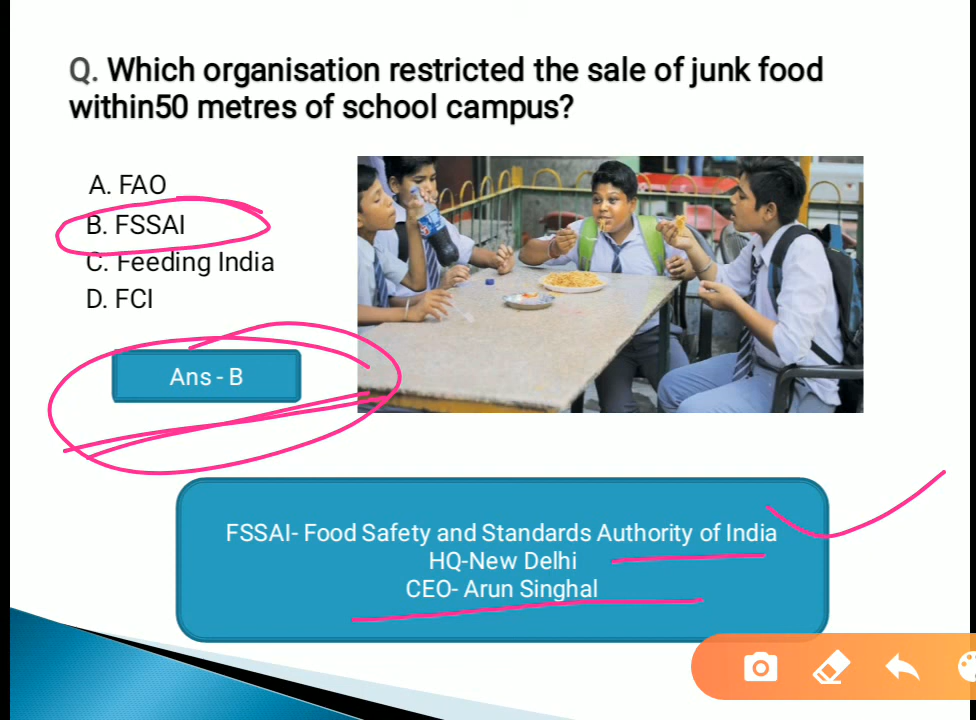 Q. Which organisation restricted the sale of junk food
within50 metres of school campus?
A. FAO
B. FSSAI
C. Feeding India
D. FCI
Ans - B
FSSAI- Food Safety and Standards Authority of India
HQ-New Delhi
CEO- Arun Singhal